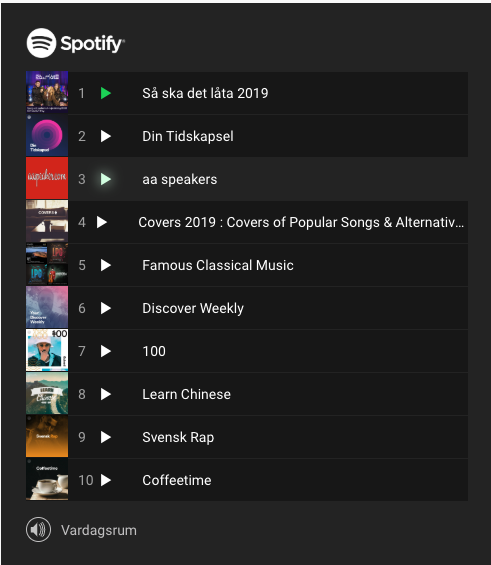 Spotify
1 Så ska det låta 2019
2 Din Tidskapsel
3 aa speakers
4 Covers 2019 : Covers of Popular Songs & Alternativ...
5 Famous Classical Music
6 Discover Weekly
7 100
8 Learn Chinese
9 Svensk Rap
10 Coffeetime
Vardagsrum
Din
Tidskapsel
COVERS
Your
Discover
Weekly
100
LEARN
Chinese
Svensk Rap
Coffeetime